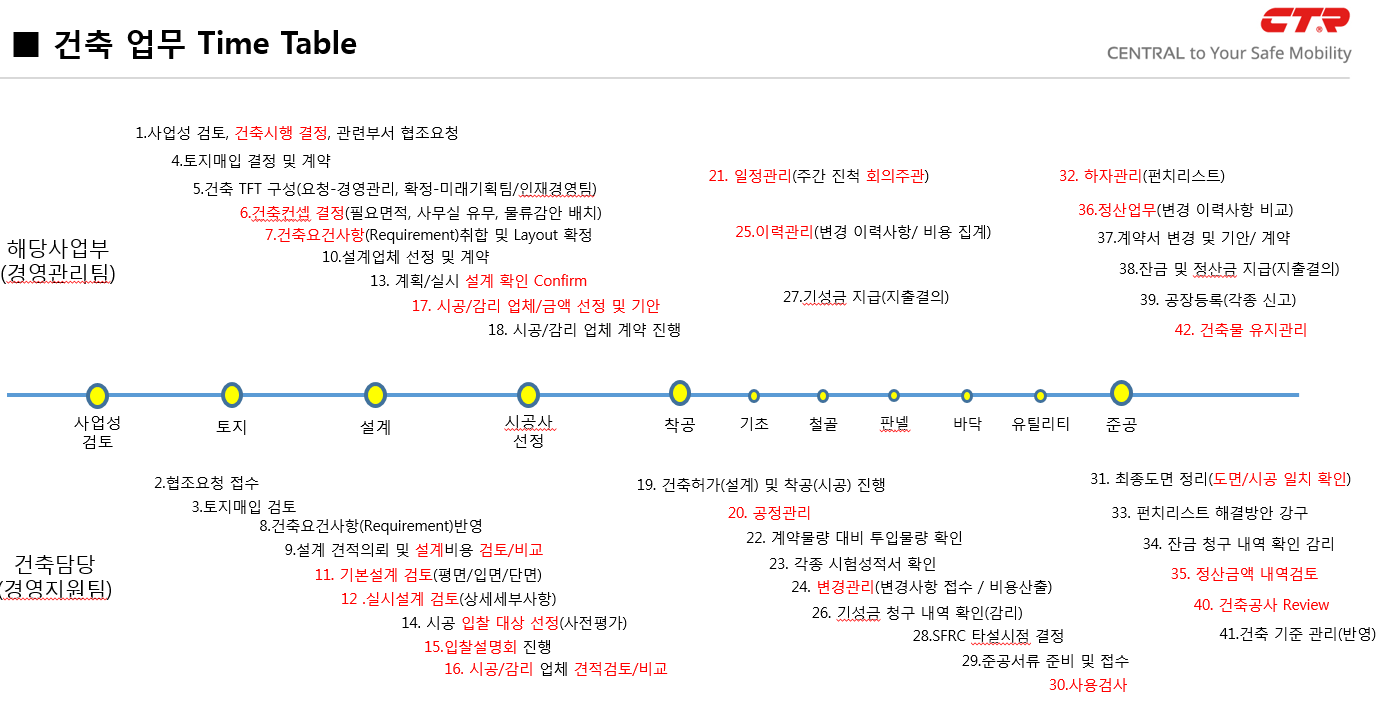 ■ 건축 업무 Time Table
CTR
CENTRAL to Your Safe Mobility
1.사업성 검토, 건축시행 결정, 관련부서 협조요청
4.토지매입 결정 및 계약
5.건축 TFT 구성(요청-경영관리, 확정-미래기획팀/인재경영팀)
6.건축컨셉 결정(필요면적, 사무실 유무, 물류감안 배치)
7.건축요건사항(Requirement)취합 및 Layout 확정
10.설계업체 선정 및 계약
13. 계획/실시 설계 확인 Confirm
17. 시공/감리 업체/금액 선정 및 기안
18. 시공/감리 업체 계약 진행
해당사업부
(경영관리팀)
21. 일정관리(주간 진척 회의주관)
25.이력관리(변경 이력사항/ 비용 집계)
27.기성금 지급(지출결의)
32. 하자관리(펀치리스트)
36.정산업무(변경 이력사항 비교)
37.계약서 변경 및 기안/ 계약
38.잔금 및 정산금 지급(지출결의)
39. 공장등록(각종 신고)
42. 건축물 유지관리
사업성
검토
토지
설계
시공사
선정
착공
기초
철골
판넬
바닥
유틸리티
준공
2.협조요청 접수
3.토지매입 검토
8.건축요건사항(Requirement)반영
9.설계 견적의뢰 및 설계비용 검토/비교
11. 기본설계 검토(평면/입면/단면)
12 .실시설계 검토(상세세부사항)
14. 시공 입찰 대상 선정(사전평가)
15.입찰설명회 진행
16. 시공/감리 업체 견적검토/비교
건축담당
(경영지원팀)
19. 건축허가(설계) 및 착공(시공) 진행
20. 공정관리
22. 계약물량 대비 투입물량 확인
23. 각종 시험성적서 확인
24. 변경관리(변경사항 접수 / 비용산출)
26. 기성금 청구 내역 확인(감리)
28.SFRC 타설시점 결정
29.준공서류 준비 및 접수
30.사용검사
31. 최종도면 정리(도면/시공 일치 확인)
33. 펀치리스트 해결방안 강구
34. 잔금 청구 내역 확인 감리
35. 정산금액 내역검토
40. 건축공사 Review
41.건축 기준 관리(반영)